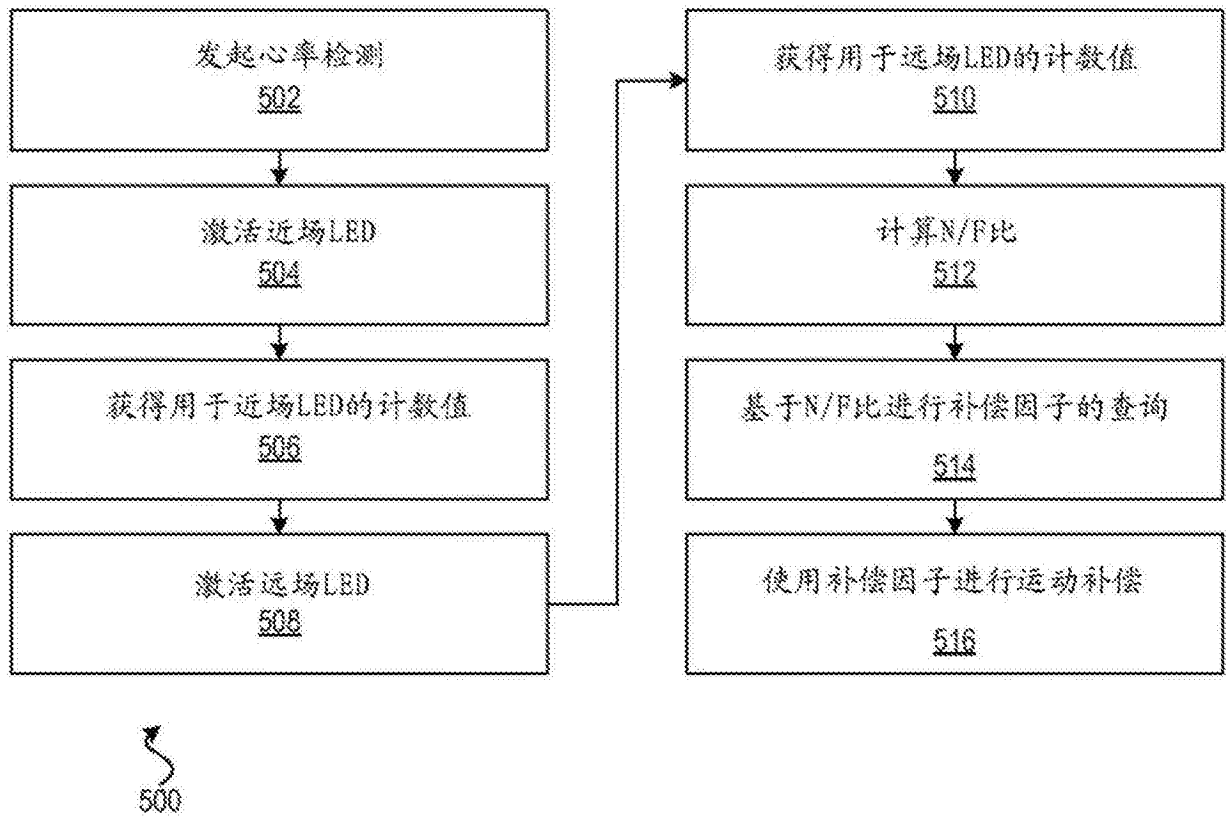 发起心率检测
502
激活近场LED
504
获得用于近场LED的计数值
506
激活远场LED
508
获得用于远场LED的计数值
510
计算N/F比
512
基于N/F比进行补偿因子的查询
514
使用补偿因子进行运动补偿
516
500